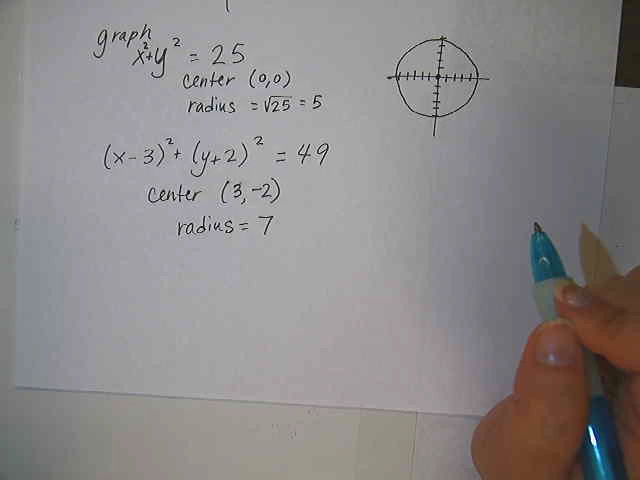 graph
x²+y² = 25
center (0,0)
radius = √25 = 5
(x-3)² + (y+2)² = 49
center (3,-2)
radius = 7